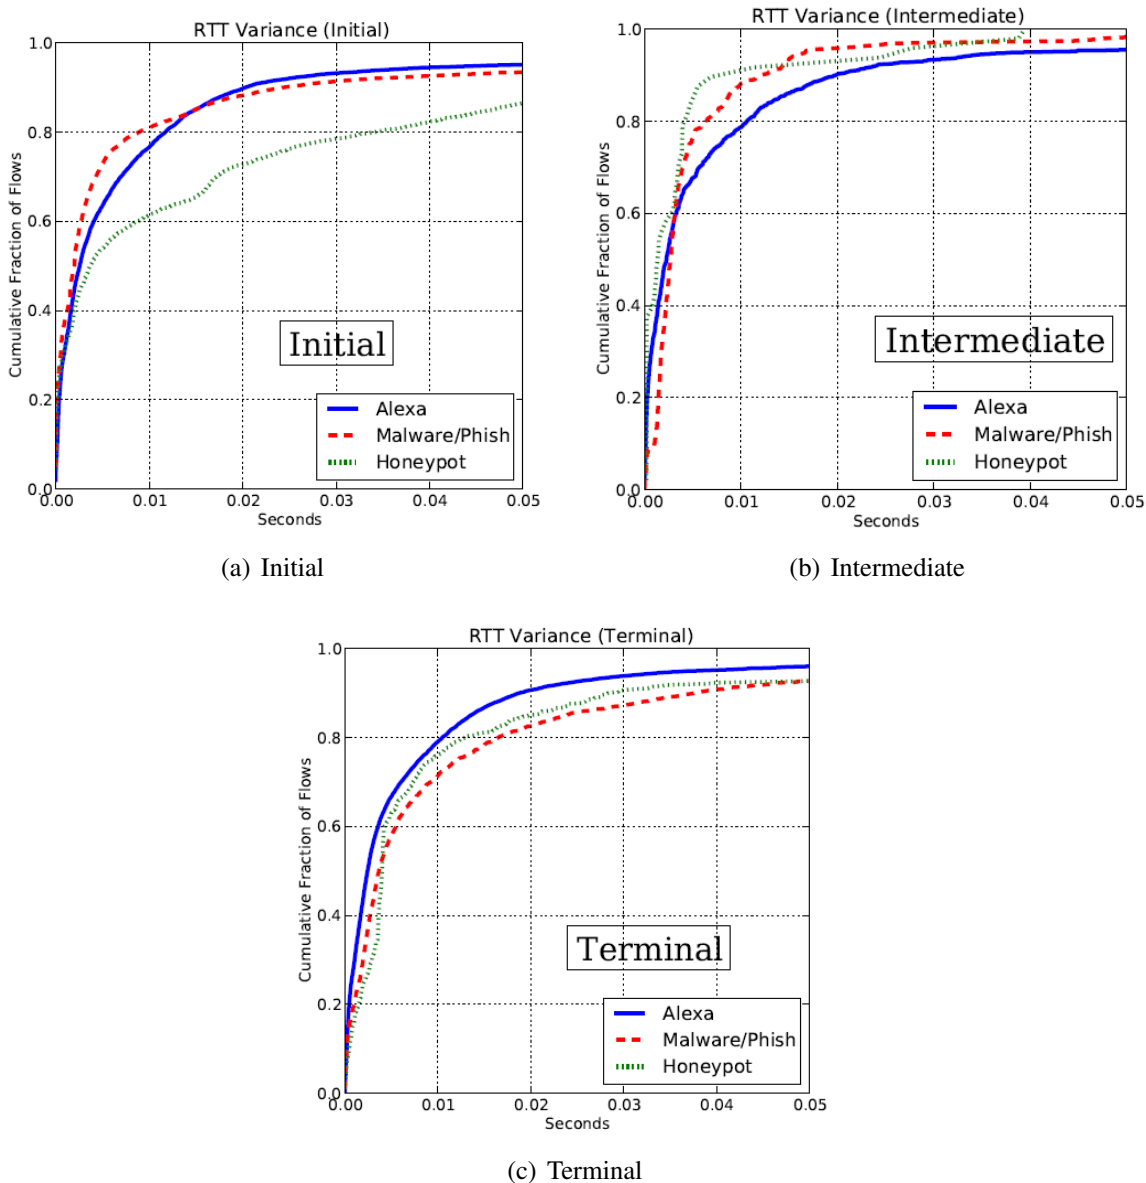 RTT Variance (Initial)
1.0
0.8
0.6
0.4
0.2
0.0
Cumulative Fraction of Flows
Initial
Alexa
Malware/Phish
Honeypot
0.00 0.01 0.02 0.03 0.04 0.05
Seconds
(a) Initial
RTT Variance (Intermediate)
1.0
0.8
0.6
0.4
0.2
0.0
Cumulative Fraction of Flows
Intermediate
Alexa
Malware/Phish
Honeypot
0.00 0.01 0.02 0.03 0.04 0.05
Seconds
(b) Intermediate
RTT Variance (Terminal)
1.0
0.8
0.6
0.4
0.2
0.0
Cumulative Fraction of Flows
Terminal
Alexa
Malware/Phish
Honeypot
0.00 0.01 0.02 0.03 0.04 0.05
Seconds
(c) Terminal